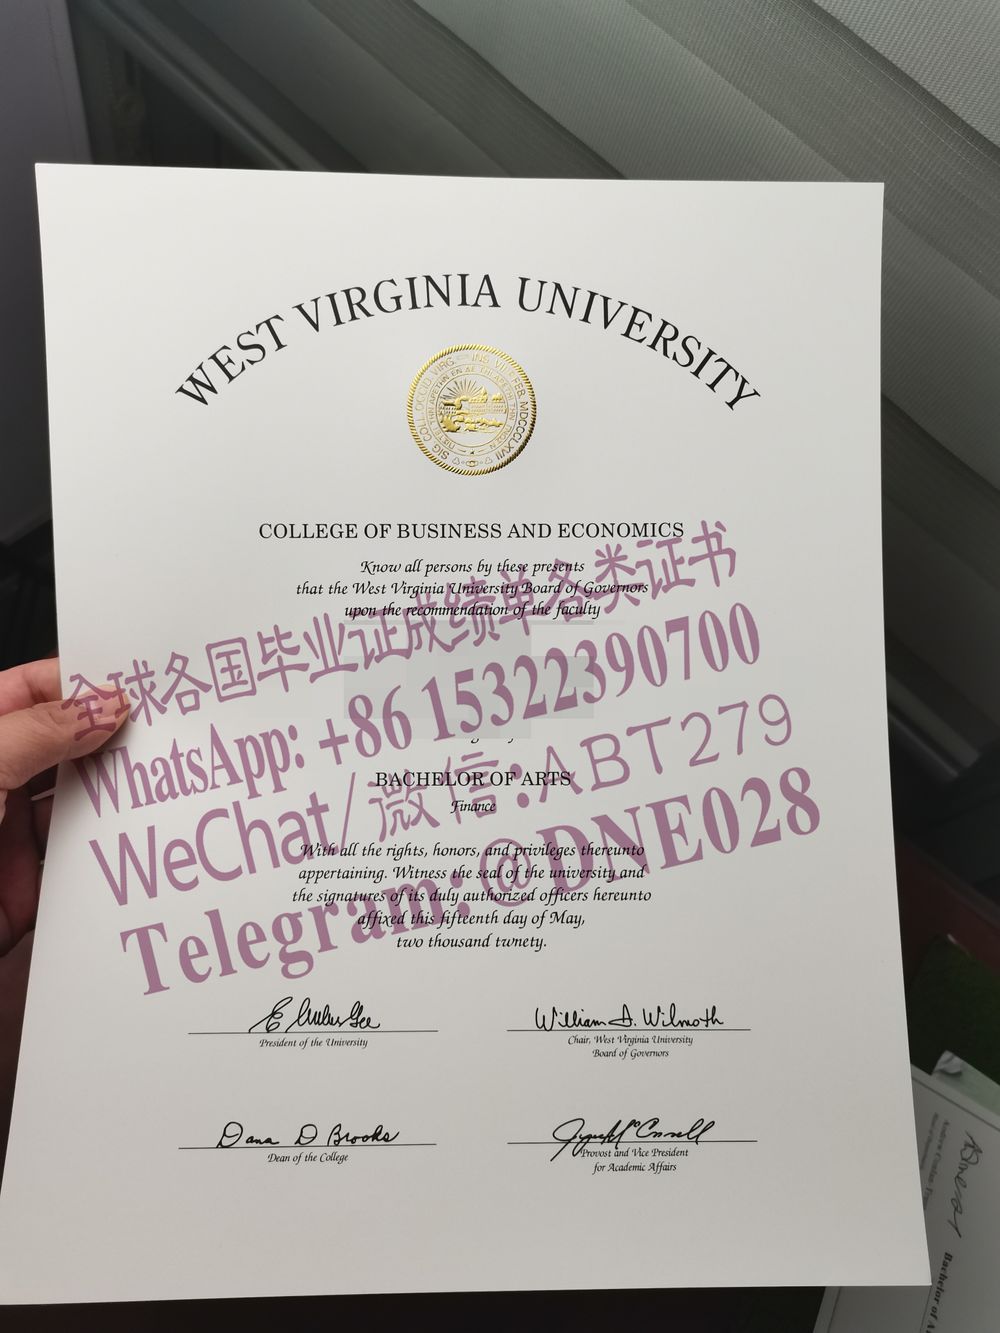 WEST VIRGINIA UNIVERSITY
COLLEGE OF BUSINESS AND ECONOMICS
Know all persons by these presents
that the West Virginia University Board of Governors
upon the recommendation of the faculty
全球各国毕业证成绩单各类证书
WhatsApp: +86 15322390700
WeChat/微信:ABT279
Telegram:@DNE028
BACHELOR OF ARTS
Finance
With all the rights, honors, and privileges thereunto
appertaining. Witness the seal of the university and
the signatures of its duly authorized officers hereunto
affixed this fifteenth day of May,
two thousand twnety.
President of the University
William D. Wilmoth
Chair, West Virginia University
Board of Governors
Dana D Brooks
Dean of the College
Provost and Vice President
for Academic Affairs
Bachelor of